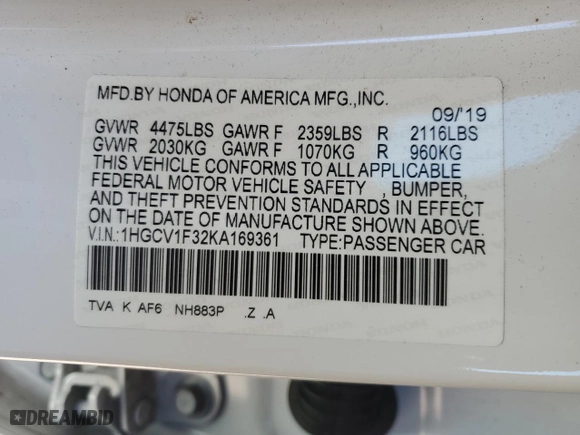 MFD.BY HONDA OF AMERICA MFG.,INC.
09/'19
GVWR 4475LBS GAWR F 2359LBS R 2116LBS
GVWR 2030KG GAWR F 1070KG R 960KG
THIS VEHICLE CONFORMS TO ALL APPLICABLE
FEDERAL MOTOR VEHICLE SAFETY , BUMPER,
AND THEFT PREVENTION STANDARDS IN EFFECT
ON THE DATE OF MANUFACTURE SHOWN ABOVE.
V.I.N.:1HGCV1F32KA169361 TYPE:PASSENGER CAR
TVA K AF6 NH883P .Z .A
DREAMBID